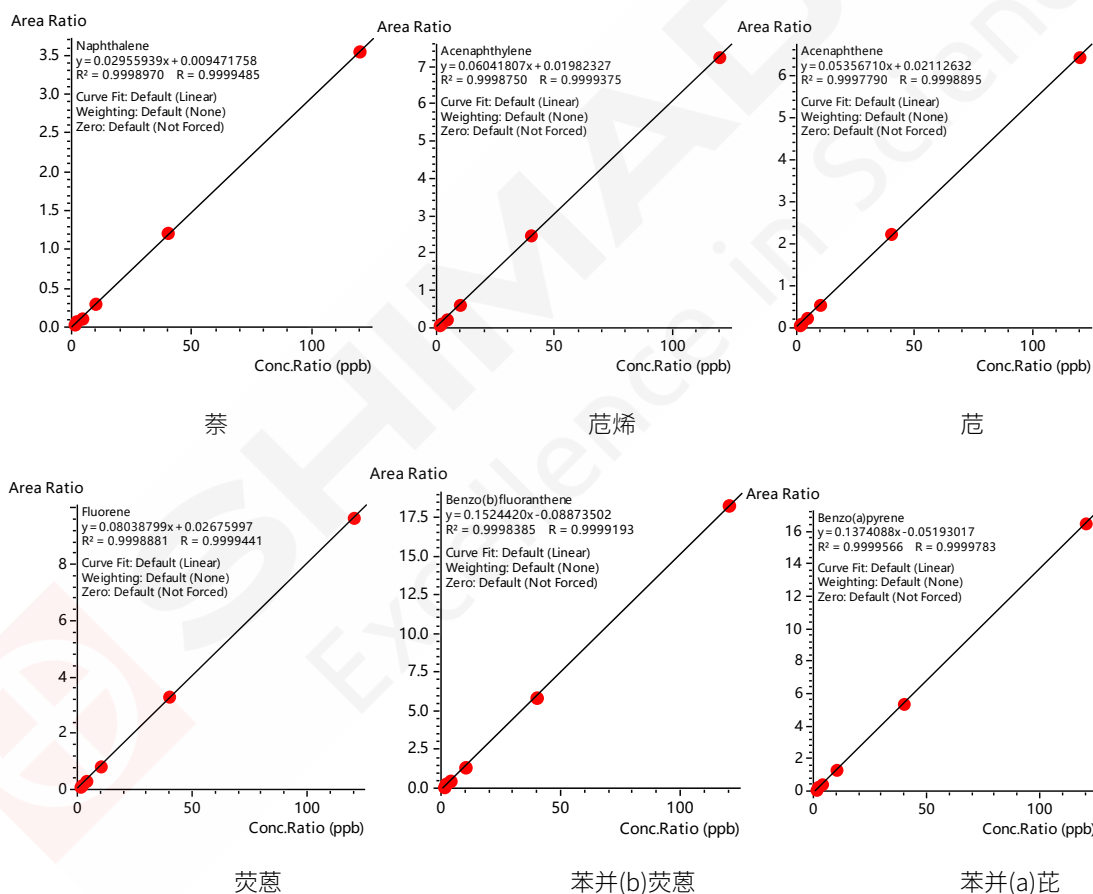 Area Ratio
Naphthalene
y=0.02955939x+0.009471758
R² = 0.9998970 R = 0.9999485
Curve Fit: Default (Linear)
Weighting: Default (None)
Zero: Default (Not Forced)
3.5
3.0
2.5
2.0
1.5
1.0
0.5
0.0
0
100
Conc.Ratio (ppb)
萘
Area Ratio
Acenaphthylene
y=0.06041807x+0.01982327
R² = 0.9998750 R = 0.9999375
Curve Fit: Default (Linear)
Weighting: Default (None)
Zero: Default (Not Forced)
7
6
5
4
3
2
1
0
0
50
100
Conc.Ratio (ppb)
苊烯
Area Ratio
Acenaphthene
y=0.05356710x+0.02112632
R² = 0.9997790 R = 0.9998895
Curve Fit: Default (Linear)
Weighting: Default (None)
Zero: Default (Not Forced)
6
5
4
3
2
1
0
0
50
100
Conc.Ratio (ppb)
苊
Area Ratio
Fluorene
y=0.08038799x+0.02675997
R² = 0.9998881 R = 0.9999441
Curve Fit: Default (Linear)
Weighting: Default (None)
Zero: Default (Not Forced)
8
6
4
2
0
0
100
Conc.Ratio (ppb)
荧蒽
Area Ratio
Benzo(b)fluoranthene
y=0.1524420x-0.08873502
R² = 0.9998385 R = 0.9999193
Curve Fit: Default (Linear)
Weighting: Default (None)
Zero: Default (Not Forced)
17.5
15.0
12.5
10.0
7.5
5.0
2.5
0.0
0
50
100
Conc.Ratio (ppb)
苯并(b)荧蒽
Area Ratio
Benzo(a)pyrene
y=0.1374088x-0.05193017
R² = 0.9999566 R = 0.9999783
Curve Fit: Default (Linear)
Weighting: Default (None)
Zero: Default (Not Forced)
16
14
12
10
8
6
4
2
0
0
50
100
Conc.Ratio (ppb)
苯并(a)芘
Excellence in Science